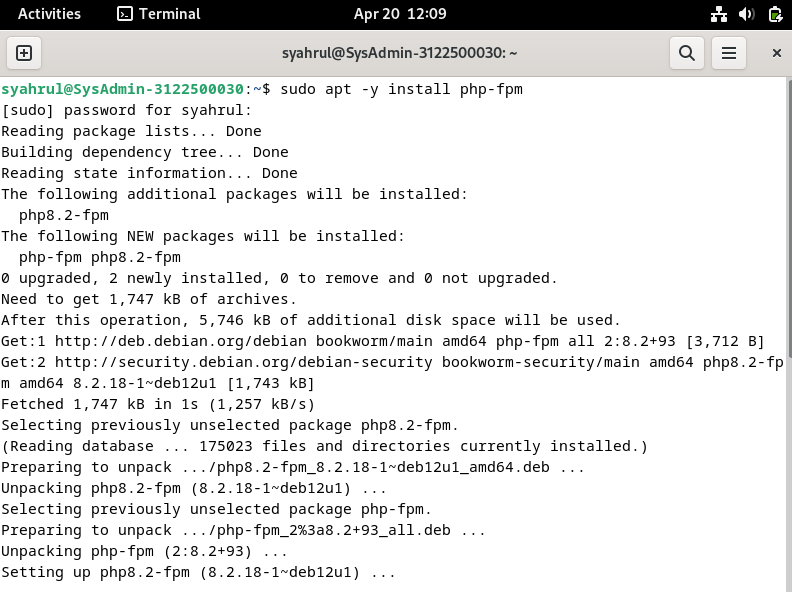 Activities Terminal Apr 20 12:09
syahrul@SysAdmin-3122500030: ~
syahrul@SysAdmin-3122500030:~$ sudo apt -y install php-fpm
[sudo] password for syahrul:
Reading package lists... Done
Building dependency tree... Done
Reading state information... Done
The following additional packages will be installed:
  php8.2-fpm
The following NEW packages will be installed:
  php-fpm php8.2-fpm
0 upgraded, 2 newly installed, 0 to remove and 0 not upgraded.
Need to get 1,747 kB of archives.
After this operation, 5,746 kB of additional disk space will be used.
Get:1 http://deb.debian.org/debian bookworm/main amd64 php-fpm all 2:8.2+93 [3,712 B]
Get:2 http://security.debian.org/debian-security bookworm-security/main amd64 php8.2-fp
m amd64 8.2.18-1~deb12u1 [1,743 kB]
Fetched 1,747 kB in 1s (1,257 kB/s)
Selecting previously unselected package php8.2-fpm.
(Reading database ... 175023 files and directories currently installed.)
Preparing to unpack .../php8.2-fpm_8.2.18-1~deb12u1_amd64.deb ...
Unpacking php8.2-fpm (8.2.18-1~deb12u1) ...
Selecting previously unselected package php-fpm.
Preparing to unpack .../php-fpm_2%3a8.2+93_all.deb ...
Unpacking php-fpm (2:8.2+93) ...
Setting up php8.2-fpm (8.2.18-1~deb12u1) ...